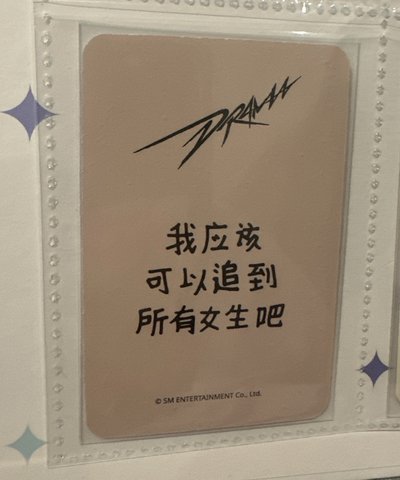 DRAMA
我应该
可以追到
所有女生吧
© SM ENTERTAINMENT Co., Ltd.